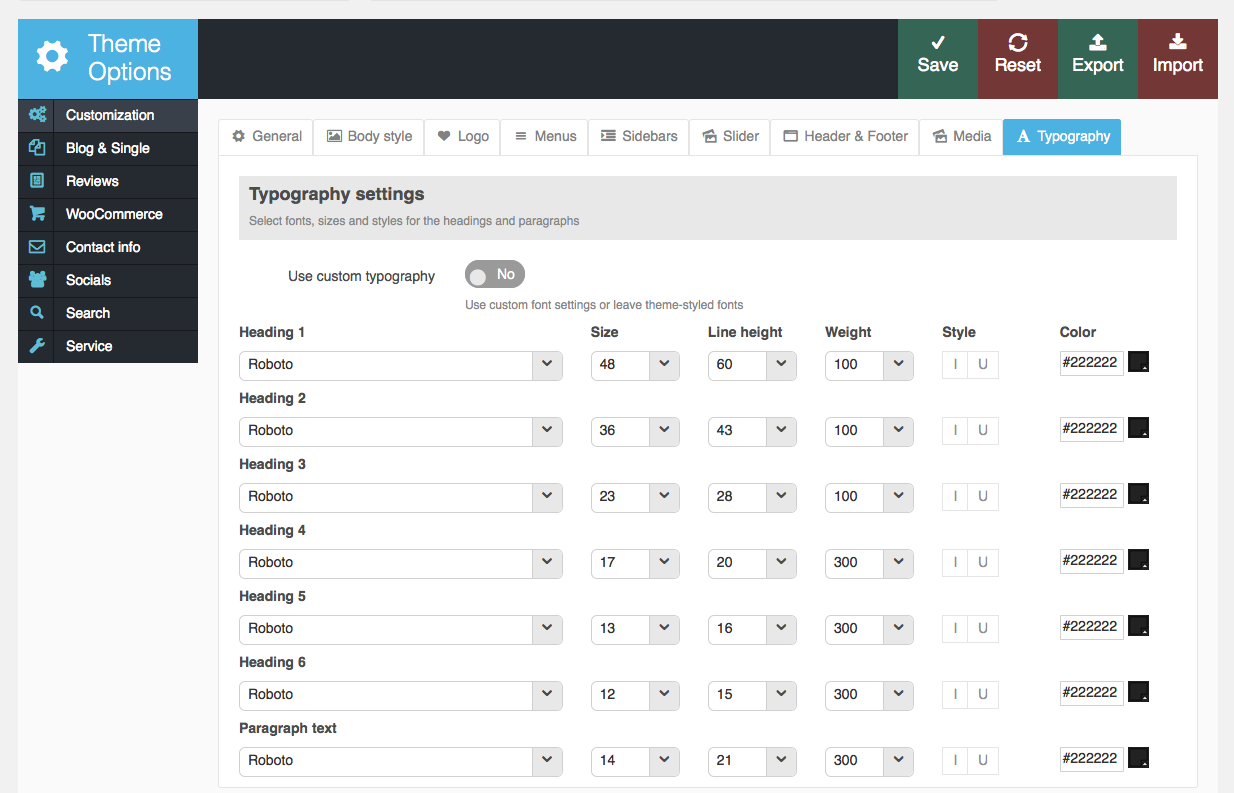 Theme
Options
Save
Reset
Export
Import
Customization
Blog & Single
Reviews
WooCommerce
Contact info
Socials
Search
Service
General
Body style
Logo
Menus
Sidebars
Slider
Header & Footer
Media
A Typography
Typography settings
Select fonts, sizes and styles for the headings and paragraphs
Use custom typography
No
Use custom font settings or leave theme-styled fonts
Heading 1 Size Line height Weight Style Color
Roboto 48 60 100 I U #222222
Heading 2
Roboto 36 43 100 I U #222222
Heading 3
Roboto 23 28 100 I U #222222
Heading 4
Roboto 17 20 300 I U #222222
Heading 5
Roboto 13 16 300 I U #222222
Heading 6
Roboto 12 15 300 I U #222222
Paragraph text
Roboto 14 21 300 I U #222222